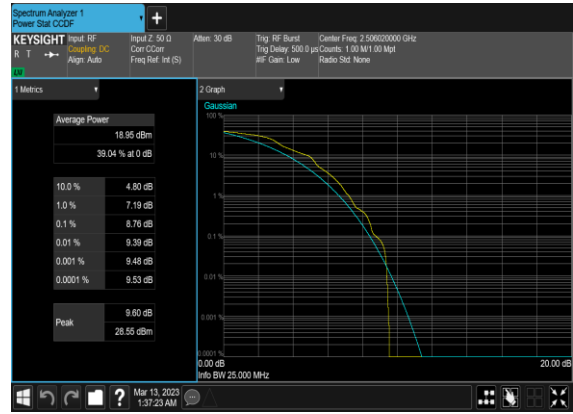 Spectrum Analyzer 1
Power Stat CCDF
KEYSIGHT
R T
LXI
Input: RF
Coupling: DC
Align: Auto
Input Z: 50 Ω
Corr CCorr
Freq Ref: Int (S)
Atten: 30 dB
Trig: RF Burst
Trig Delay: 500.0 µs
#IF Gain: Low
Center Freq: 2.506020000 GHz
Counts: 1.00 M/1.00 Mpt
Radio Std: None
1 Metrics
Average Power
18.95 dBm
39.04 % at 0 dB
10.0 % 4.80 dB
1.0 % 7.19 dB
0.1 % 8.76 dB
0.01 % 9.39 dB
0.001 % 9.48 dB
0.0001 % 9.53 dB
Peak
9.60 dB
28.55 dBm
2 Graph
Gaussian
100 %
10 %
1 %
0.1 %
0.01 %
0.001 %
0.0001 %
0.00 dB
20.00 dB
Info BW 25.000 MHz
?
Mar 13, 2023
1:37:23 AM